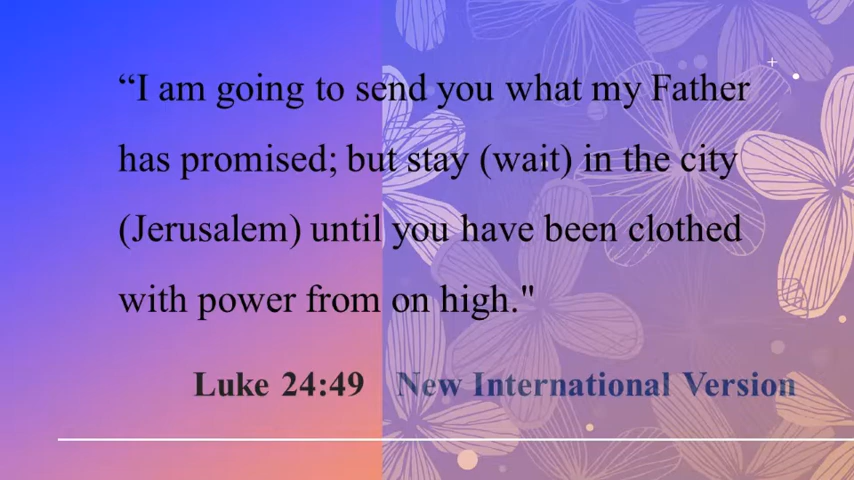 “I am going to send you what my Father
has promised; but stay (wait) in the city
(Jerusalem) until you have been clothed
with power from on high."
Luke 24:49 New International Version